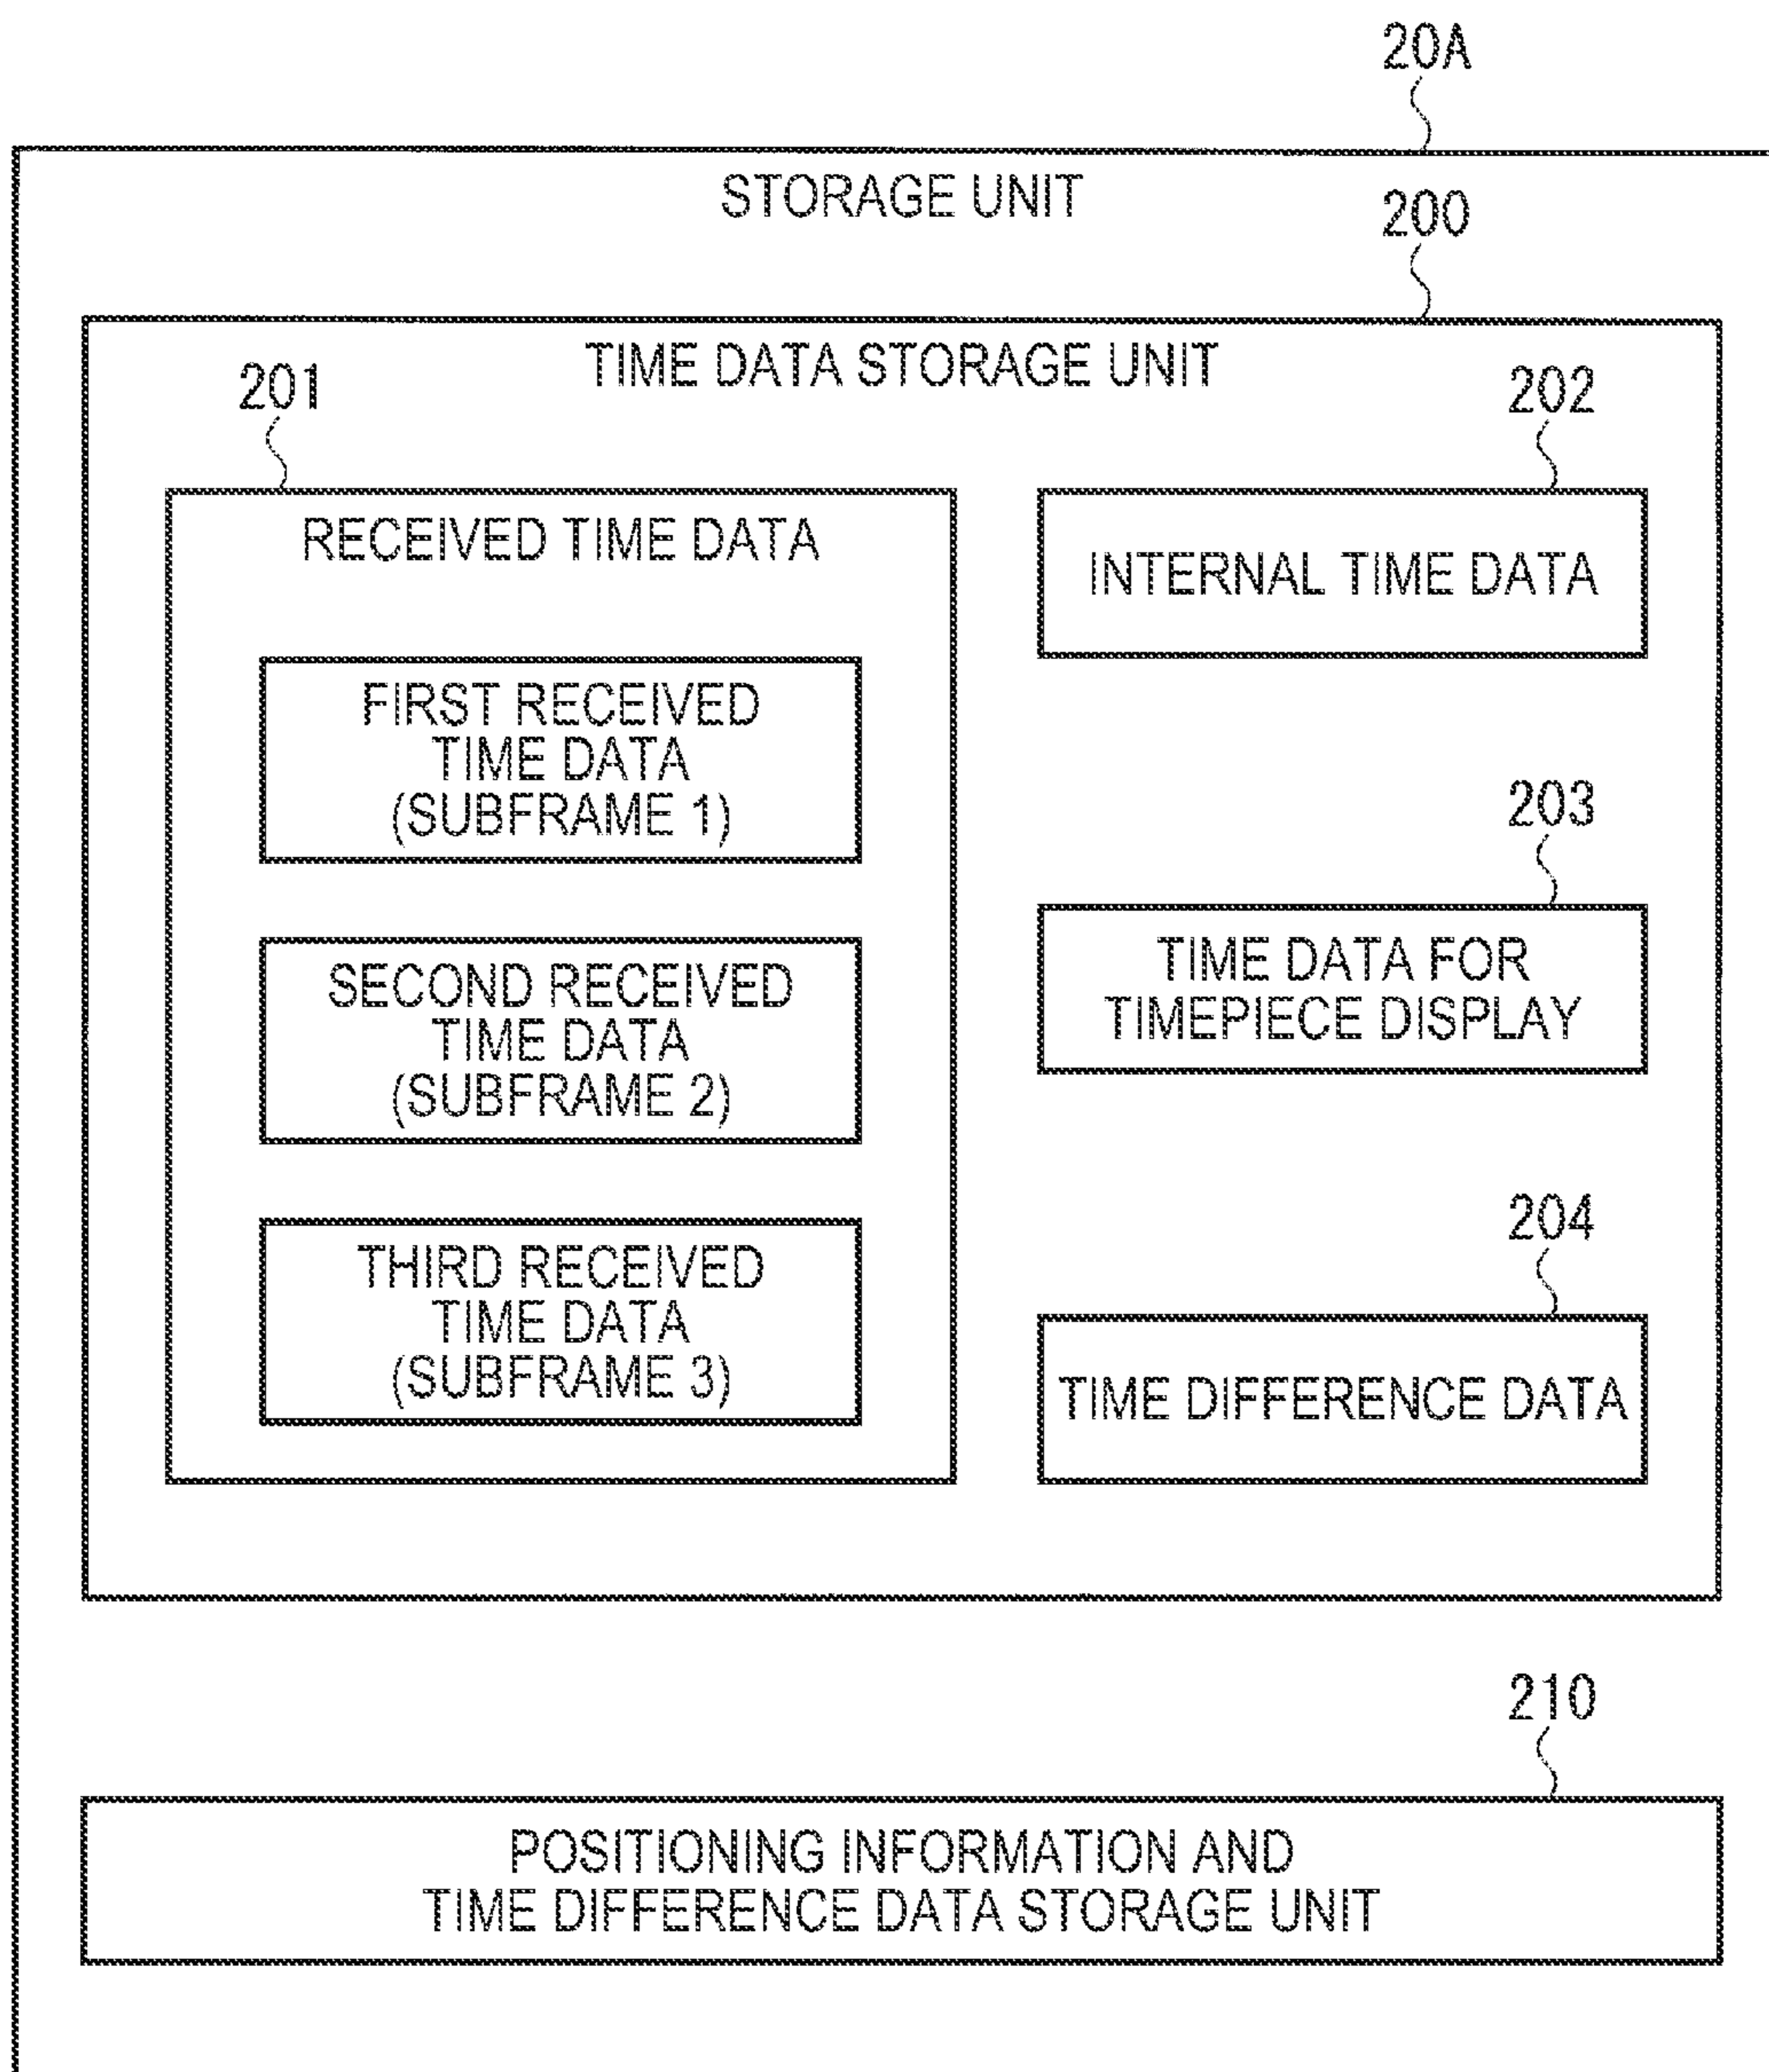 20A
STORAGE UNIT
200
TIME DATA STORAGE UNIT
201
RECEIVED TIME DATA
FIRST RECEIVED
TIME DATA
(SUBFRAME 1)
SECOND RECEIVED
TIME DATA
(SUBFRAME 2)
THIRD RECEIVED
TIME DATA
(SUBFRAME 3)
202
INTERNAL TIME DATA
203
TIME DATA FOR
TIMEPIECE DISPLAY
204
TIME DIFFERENCE DATA
210
POSITIONING INFORMATION AND
TIME DIFFERENCE DATA STORAGE UNIT